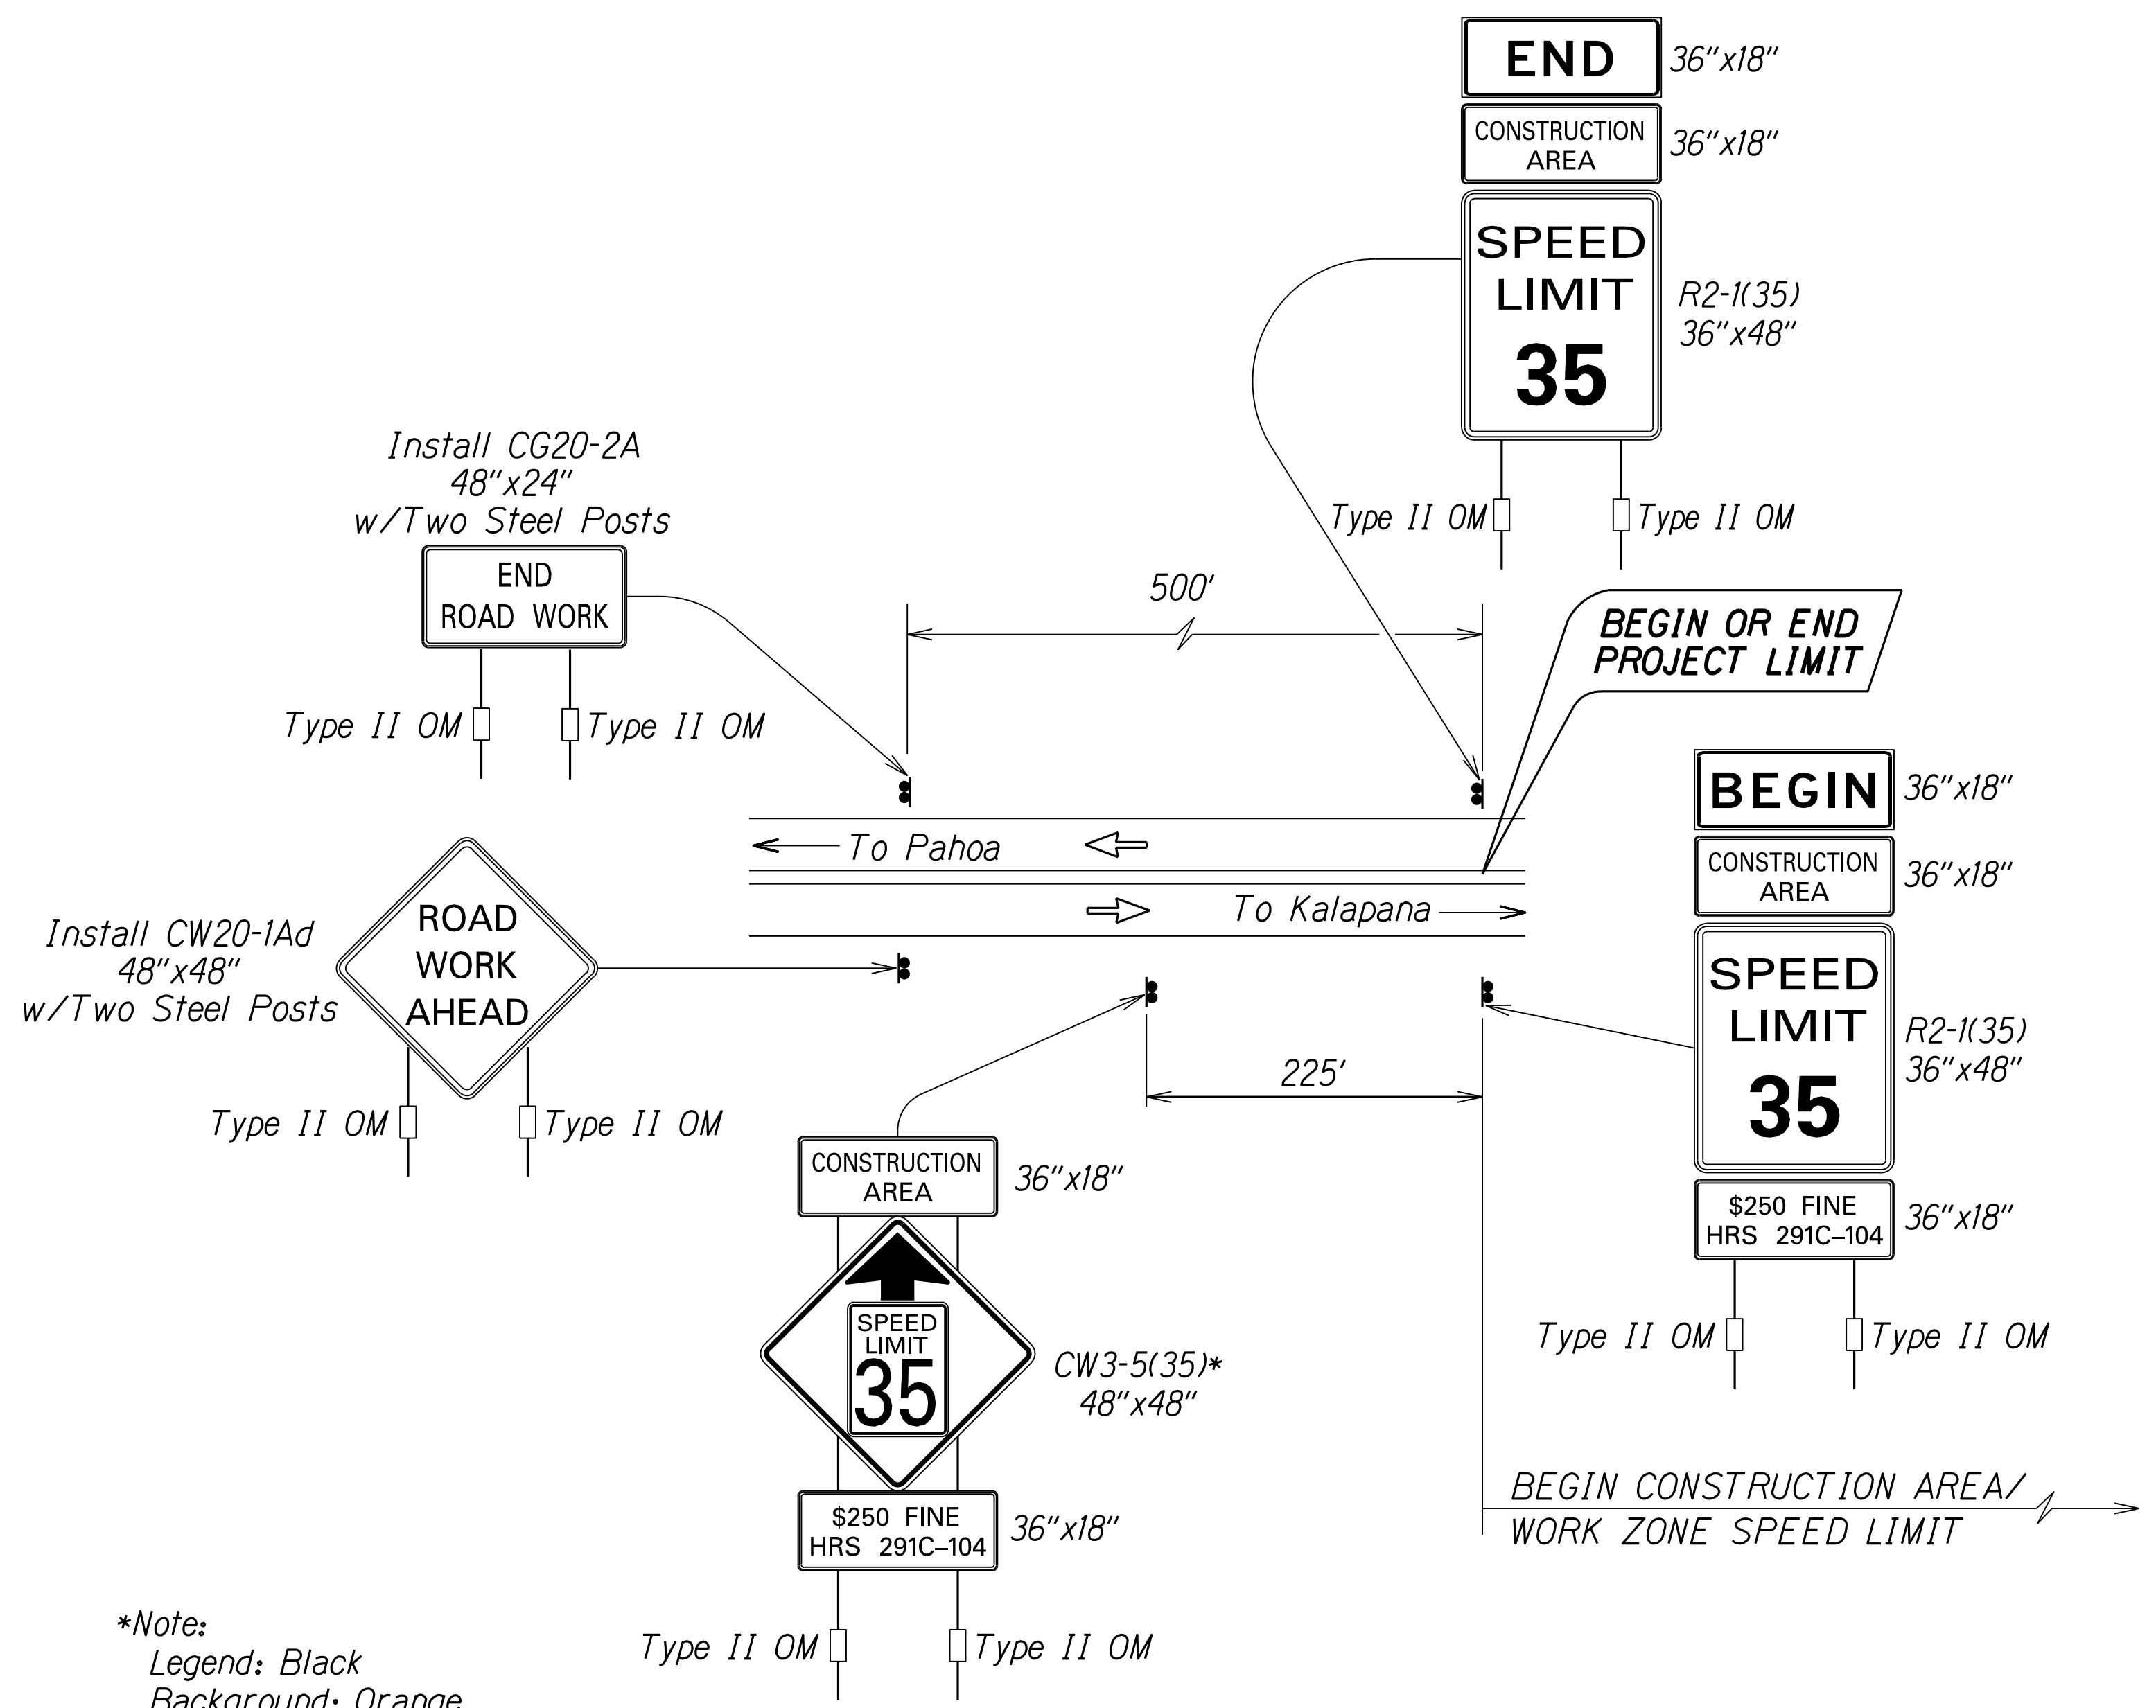 END
36"x18"
CONSTRUCTION
AREA
36"x18"
SPEED
LIMIT
35
R2-1(35)
36"x48"
Type II OM
Type II OM
Install CG20-2A
48"x24"
w/Two Steel Posts
END
ROAD WORK
Type II OM
Type II OM
500'
BEGIN OR END
PROJECT LIMIT
To Pahoa
To Kalapana
BEGIN
36"x18"
CONSTRUCTION
AREA
36"x18"
SPEED
LIMIT
35
R2-1(35)
36"x48"
$250 FINE
HRS 291C–104
36"x18"
Type II OM
Type II OM
Install CW20-1Ad
48"x48"
w/Two Steel Posts
ROAD
WORK
AHEAD
Type II OM
Type II OM
225'
CONSTRUCTION
AREA
36"x18"
SPEED
LIMIT
35
CW3-5(35)*
48"x48"
$250 FINE
HRS 291C–104
36"x18"
Type II OM
Type II OM
BEGIN CONSTRUCTION AREA/
WORK ZONE SPEED LIMIT
*Note:
Legend: Black
Background: Orange